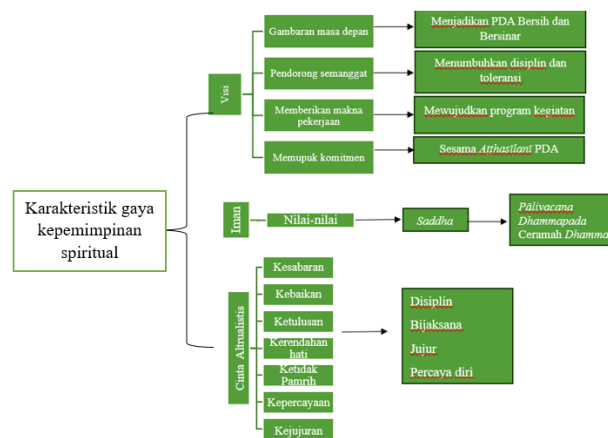 Karakteristik gaya
kepemimpinan
spiritual
Visi
Gambaran masa depan
Menjadikan PDA Bersih dan
Bersinar
Pendorong semanggat
Menumbuhkan disiplin dan
toleransi
Memberikan makna
pekerjaan
Mewujudkan program kegiatan
Memupuk komitmen
Sesama Atthasīlanī PDA
Iman
Nilai-nilai
Saddha
Pālivacana
Dhammapada
Ceramah Dhamma
Cinta Altrualistis
Kesabaran
Kebaikan
Ketulusan
Kerendahan
hati
Ketidak
Pamrih
Kepercayaan
Kejujuran
Disiplin
Bijaksana
Jujur
Percaya diri